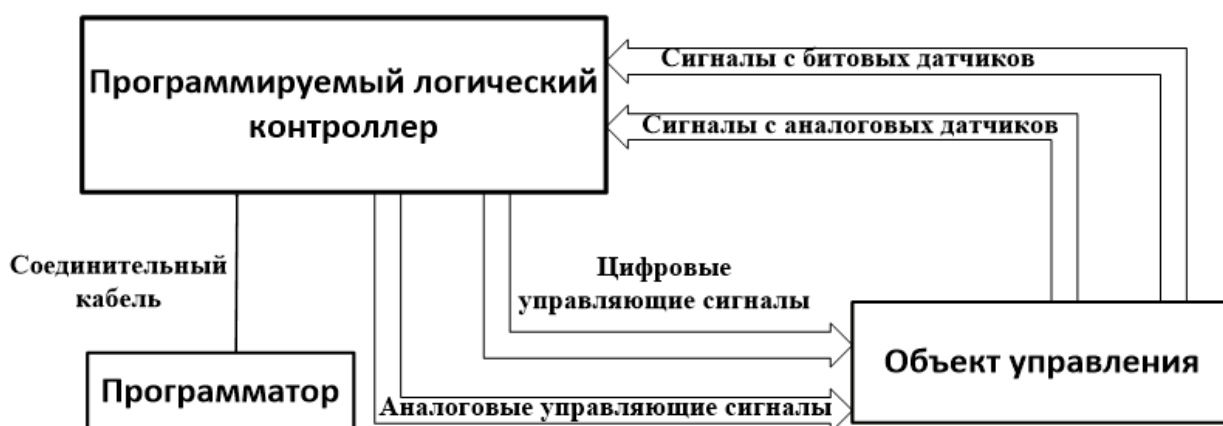 Программируемый логический
контроллер
Сигналы с битовых датчиков
Сигналы с аналоговых датчиков
Соединительный
кабель
Цифровые
управляющие сигналы
Программатор
Аналоговые управляющие сигналы
Объект управления